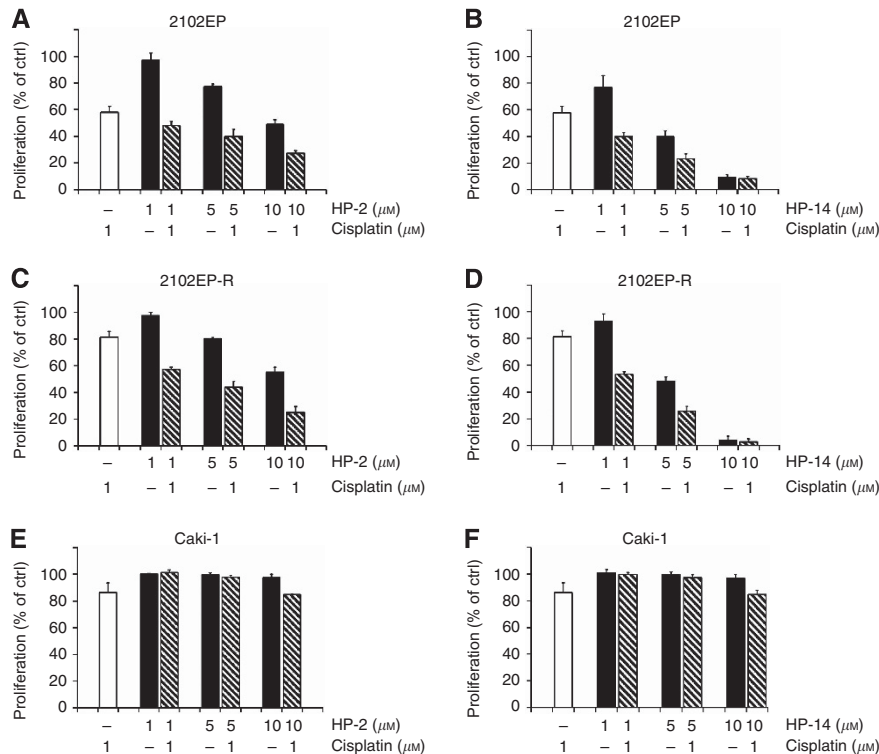 A
2102EP
Proliferation (% of ctrl)
100
80
60
40
20
0
– 1 1 5 5 10 10 HP-2 (μM)
1 – 1 – 1 – 1 Cisplatin (μM)
B
2102EP
Proliferation (% of ctrl)
100
80
60
40
20
0
– 1 1 5 5 10 10 HP-14 (μM)
1 – 1 – 1 – 1 Cisplatin (μM)
C
2102EP-R
Proliferation (% of ctrl)
100
80
60
40
20
0
– 1 1 5 5 10 10 HP-2 (μM)
1 – 1 – 1 – 1 Cisplatin (μM)
D
2102EP-R
Proliferation (% of ctrl)
100
80
60
40
20
0
– 1 1 5 5 10 10 HP-14 (μM)
1 – 1 – 1 – 1 Cisplatin (μM)
E
Caki-1
Proliferation (% of ctrl)
100
80
60
40
20
0
– 1 1 5 5 10 10 HP-2 (μM)
1 – 1 – 1 – 1 Cisplatin (μM)
F
Caki-1
Proliferation (% of ctrl)
100
80
60
40
20
0
– 1 1 5 5 10 10 HP-14 (μM)
1 – 1 – 1 – 1 Cisplatin (μM)